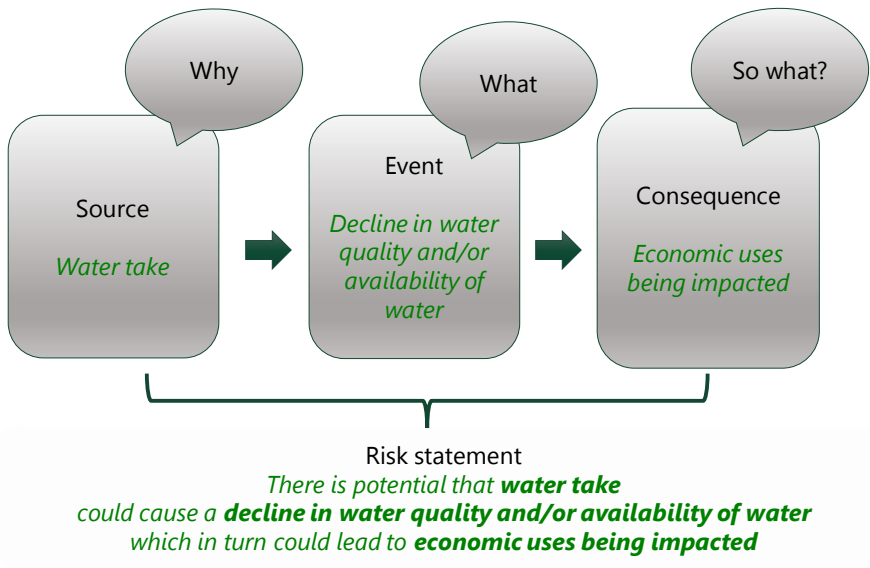 Why
What
So what?
Source
Water take
Event
Decline in water
quality and/or
availability of
water
Consequence
Economic uses
being impacted
Risk statement
There is potential that water take
could cause a decline in water quality and/or availability of water
which in turn could lead to economic uses being impacted